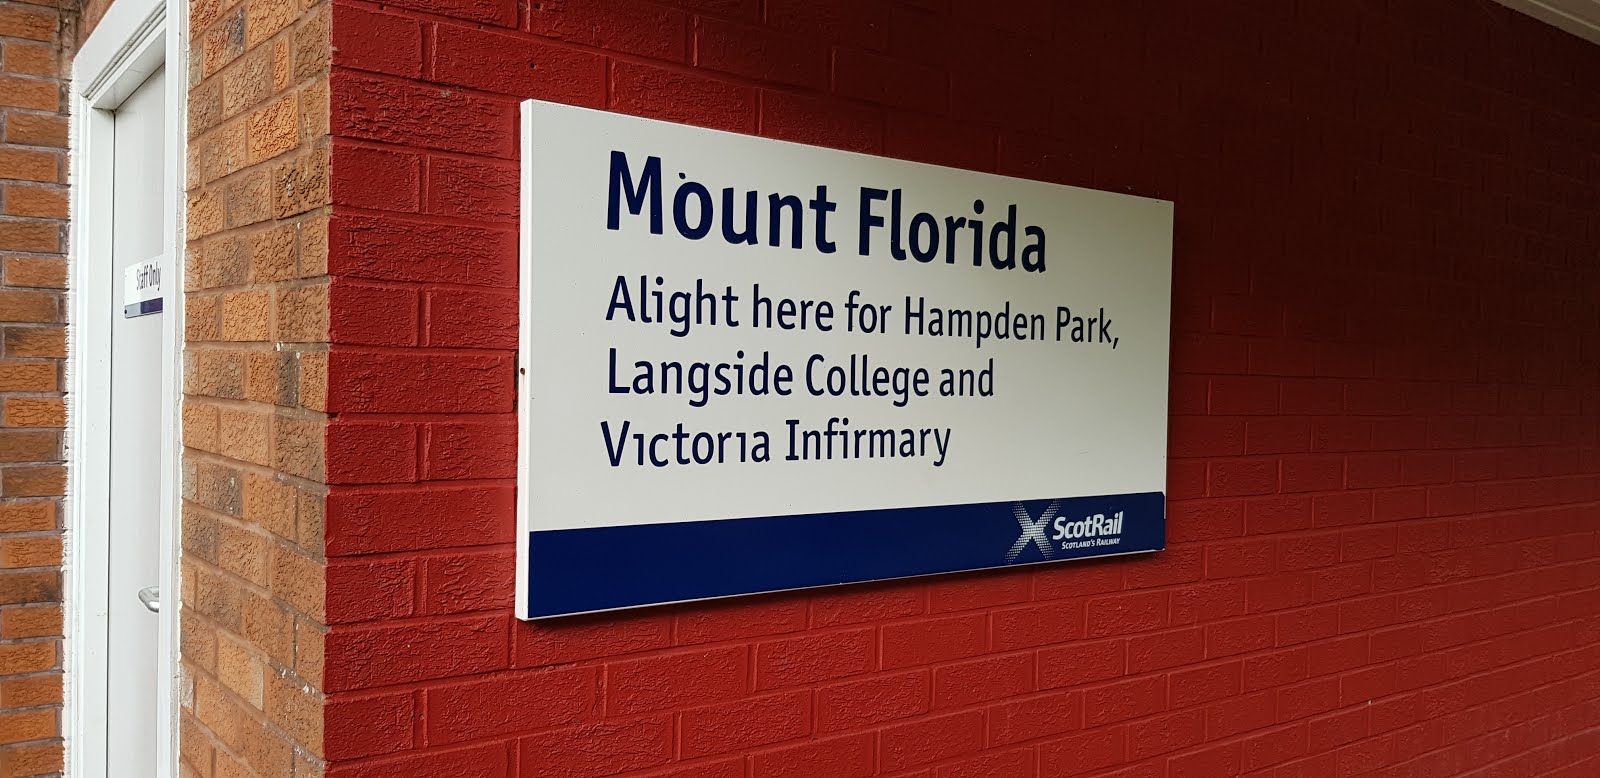 Staff Only
Mount Florida
Alight here for Hampden Park,
Langside College and
Victoria Infirmary
ScotRail
SCOTLAND'S RAILWAY